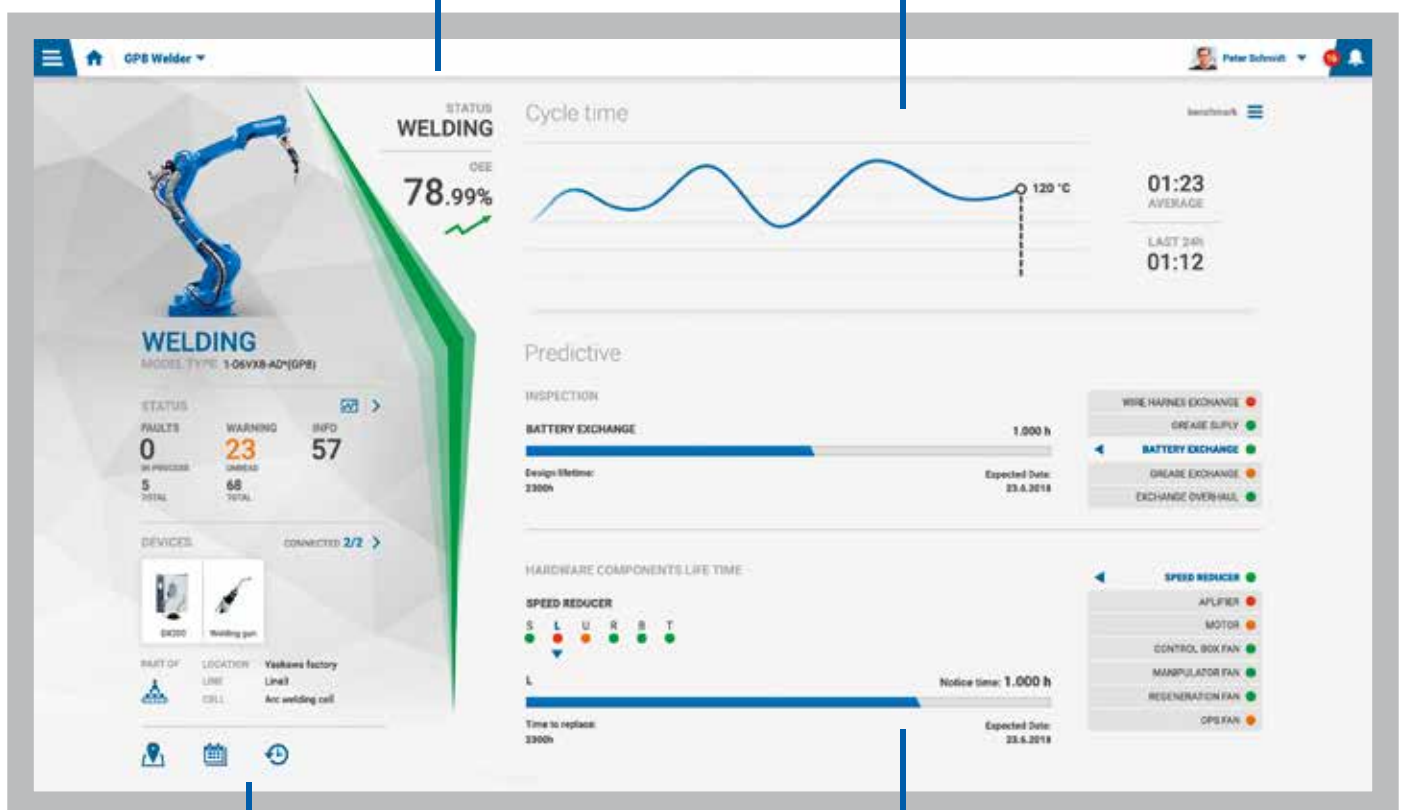 GP8 Welder
Peter Schmidt
STATUS
WELDING
OEE
78.99%
WELDING
MODEL TYPE 1-06VX8-AD*(GP8)
STATUS
FAULTS WARNING INFO
0 23 57
IN PROCESS UNREAD
5 68
TOTAL TOTAL
DEVICES CONNECTED 2/2
DX200 Welding gun
PART OF LOCATION Yaskawa factory
LINE Line3
CELL Arc welding cell
Cycle time
benchmark
120 °C
01:23
AVERAGE
LAST 24h
01:12
Predictive
INSPECTION
BATTERY EXCHANGE 1.000 h
Design lifetime: Expected Date:
2300h 23.6.2018
WIRE HARNES EXCHANGE
GREASE SUPLY
BATTERY EXCHANGE
GREASE EXCHANGE
EXCHANGE OVERHAUL
HARDWARE COMPONENTS LIFE TIME
SPEED REDUCER
S L U R B T
L Notice time: 1.000 h
Time to replace: Expected Date:
2300h 23.6.2018
SPEED REDUCER
APLIFIER
MOTOR
CONTROL BOX FAN
MANIPULATOR FAN
REGENERATION FAN
CPS FAN